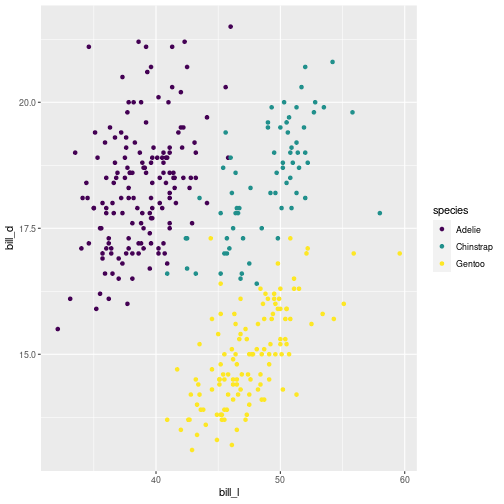 20.0
17.5
15.0
bill_d
40
50
60
bill_l
species
Adelie
Chinstrap
Gentoo